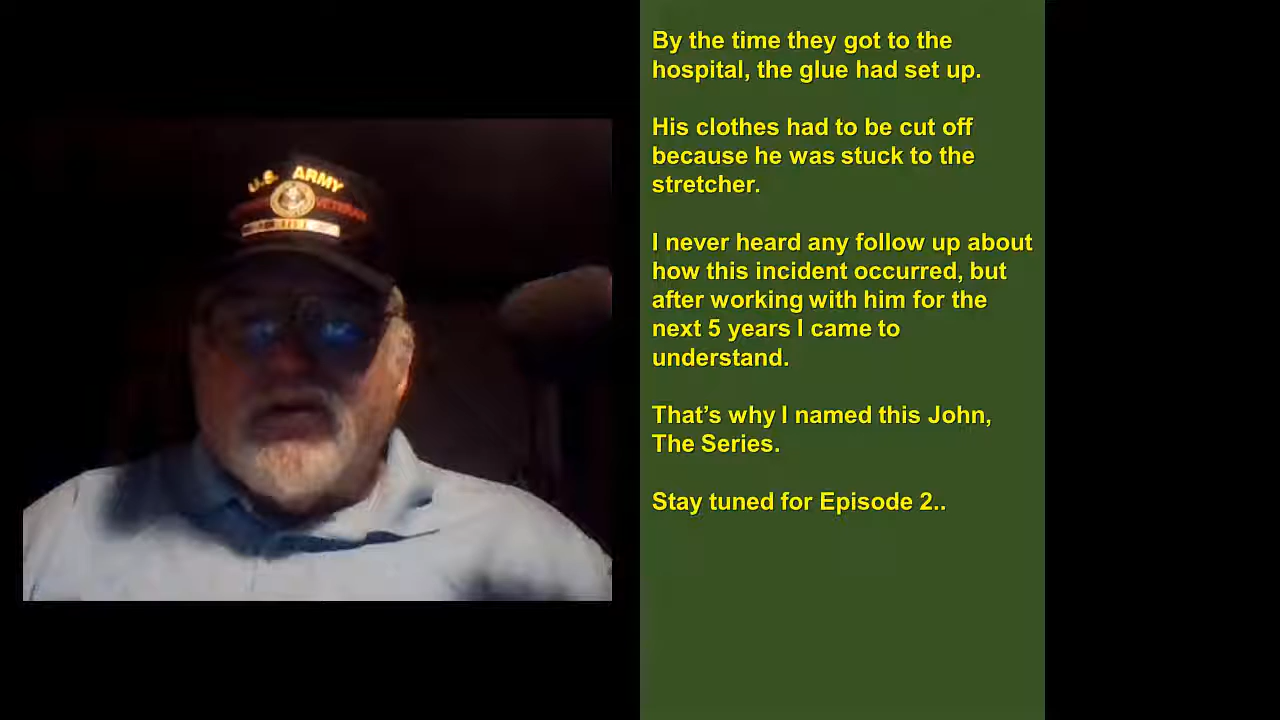 U.S. ARMY
VETERAN
By the time they got to the
hospital, the glue had set up.
His clothes had to be cut off
because he was stuck to the
stretcher.
I never heard any follow up about
how this incident occurred, but
after working with him for the
next 5 years I came to
understand.
That’s why I named this John,
The Series.
Stay tuned for Episode 2..